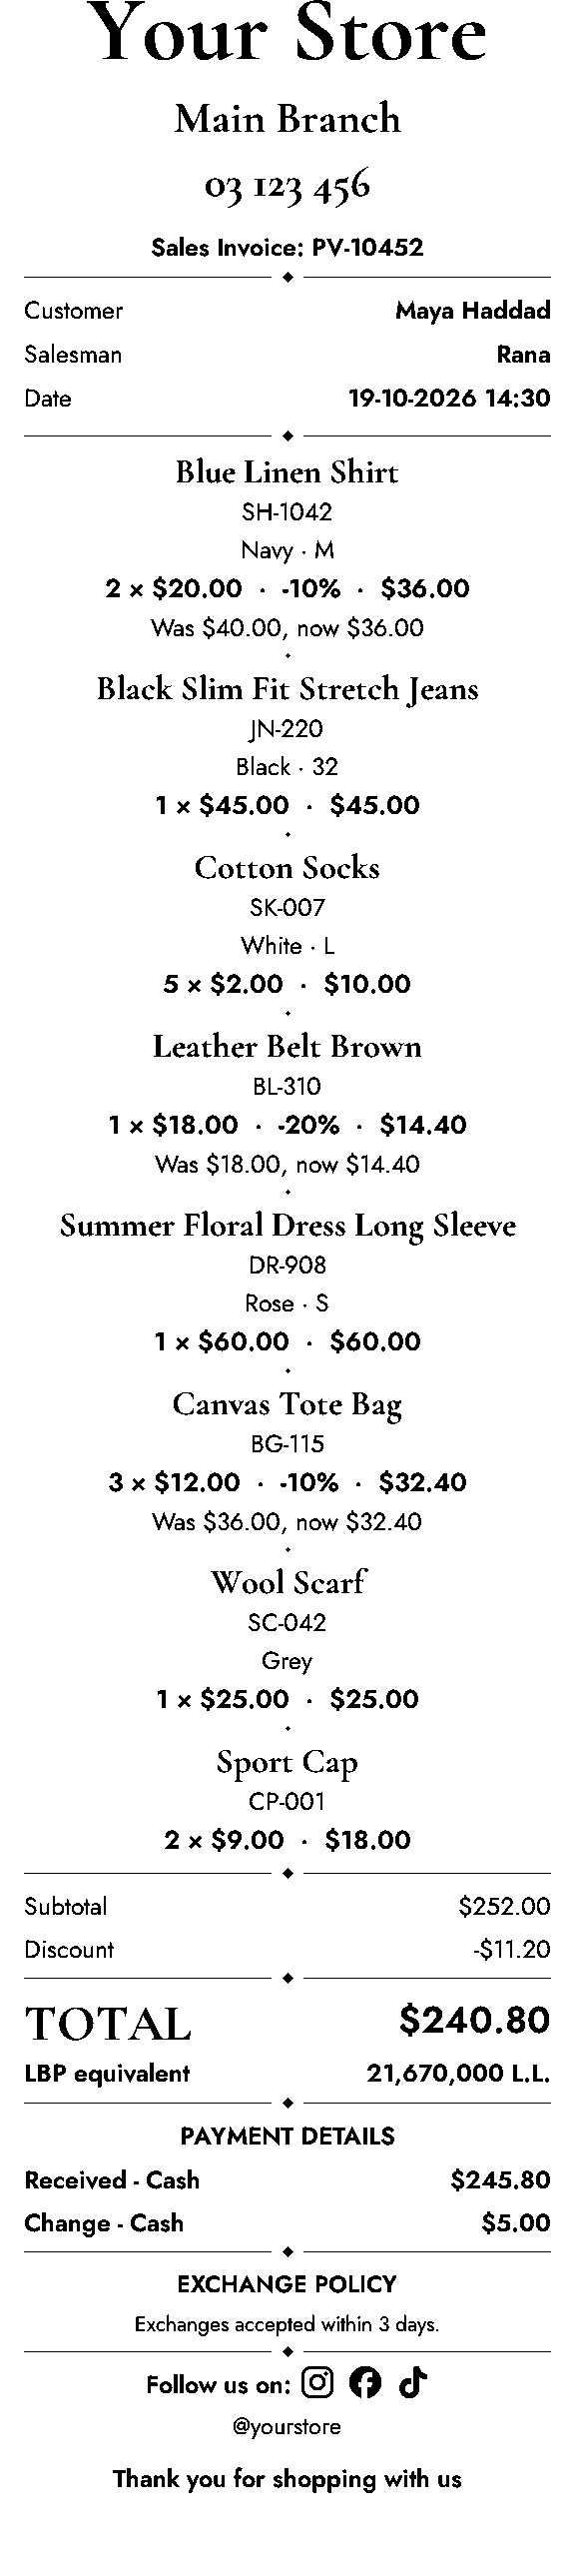 Your Store
Main Branch
03 123 456
Sales Invoice: PV-10452
Customer Maya Haddad
Salesman Rana
Date 19-10-2026 14:30
Blue Linen Shirt
SH-1042
Navy · M
2 × $20.00 · -10% · $36.00
Was $40.00, now $36.00
Black Slim Fit Stretch Jeans
JN-220
Black · 32
1 × $45.00 · $45.00
Cotton Socks
SK-007
White · L
5 × $2.00 · $10.00
Leather Belt Brown
BL-310
1 × $18.00 · -20% · $14.40
Was $18.00, now $14.40
Summer Floral Dress Long Sleeve
DR-908
Rose · S
1 × $60.00 · $60.00
Canvas Tote Bag
BG-115
3 × $12.00 · -10% · $32.40
Was $36.00, now $32.40
Wool Scarf
SC-042
Grey
1 × $25.00 · $25.00
Sport Cap
CP-001
2 × $9.00 · $18.00
Subtotal $252.00
Discount -$11.20
TOTAL $240.80
LBP equivalent 21,670,000 L.L.
PAYMENT DETAILS
Received - Cash $245.80
Change - Cash $5.00
EXCHANGE POLICY
Exchanges accepted within 3 days.
Follow us on:
@yourstore
Thank you for shopping with us